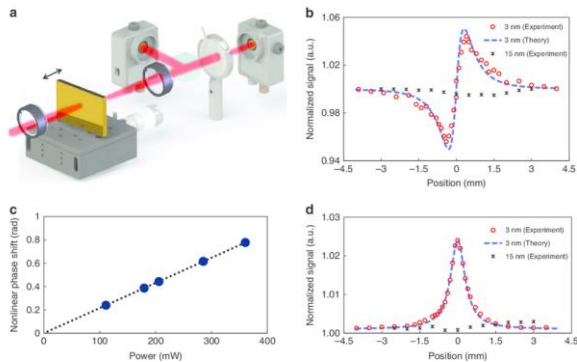 a
b
1.06
1.02
0.98
0.94
Normalized signal (a.u.)
3 nm (Experiment)
3 nm (Theory)
15 nm (Experiment)
-4.5 -3 -1.5 0 1.5 3 4.5
Position (mm)
c
1
0.8
0.6
0.4
0.2
0
Nonlinear phase shift (rad)
0 100 200 300 400
Power (mW)
d
1.03
1.02
1.01
1.00
Normalized signal (a.u.)
3 nm (Experiment)
3 nm (Theory)
15 nm (Experiment)
-4.5 -3 -1.5 0 1.5 3 4.5
Position (mm)